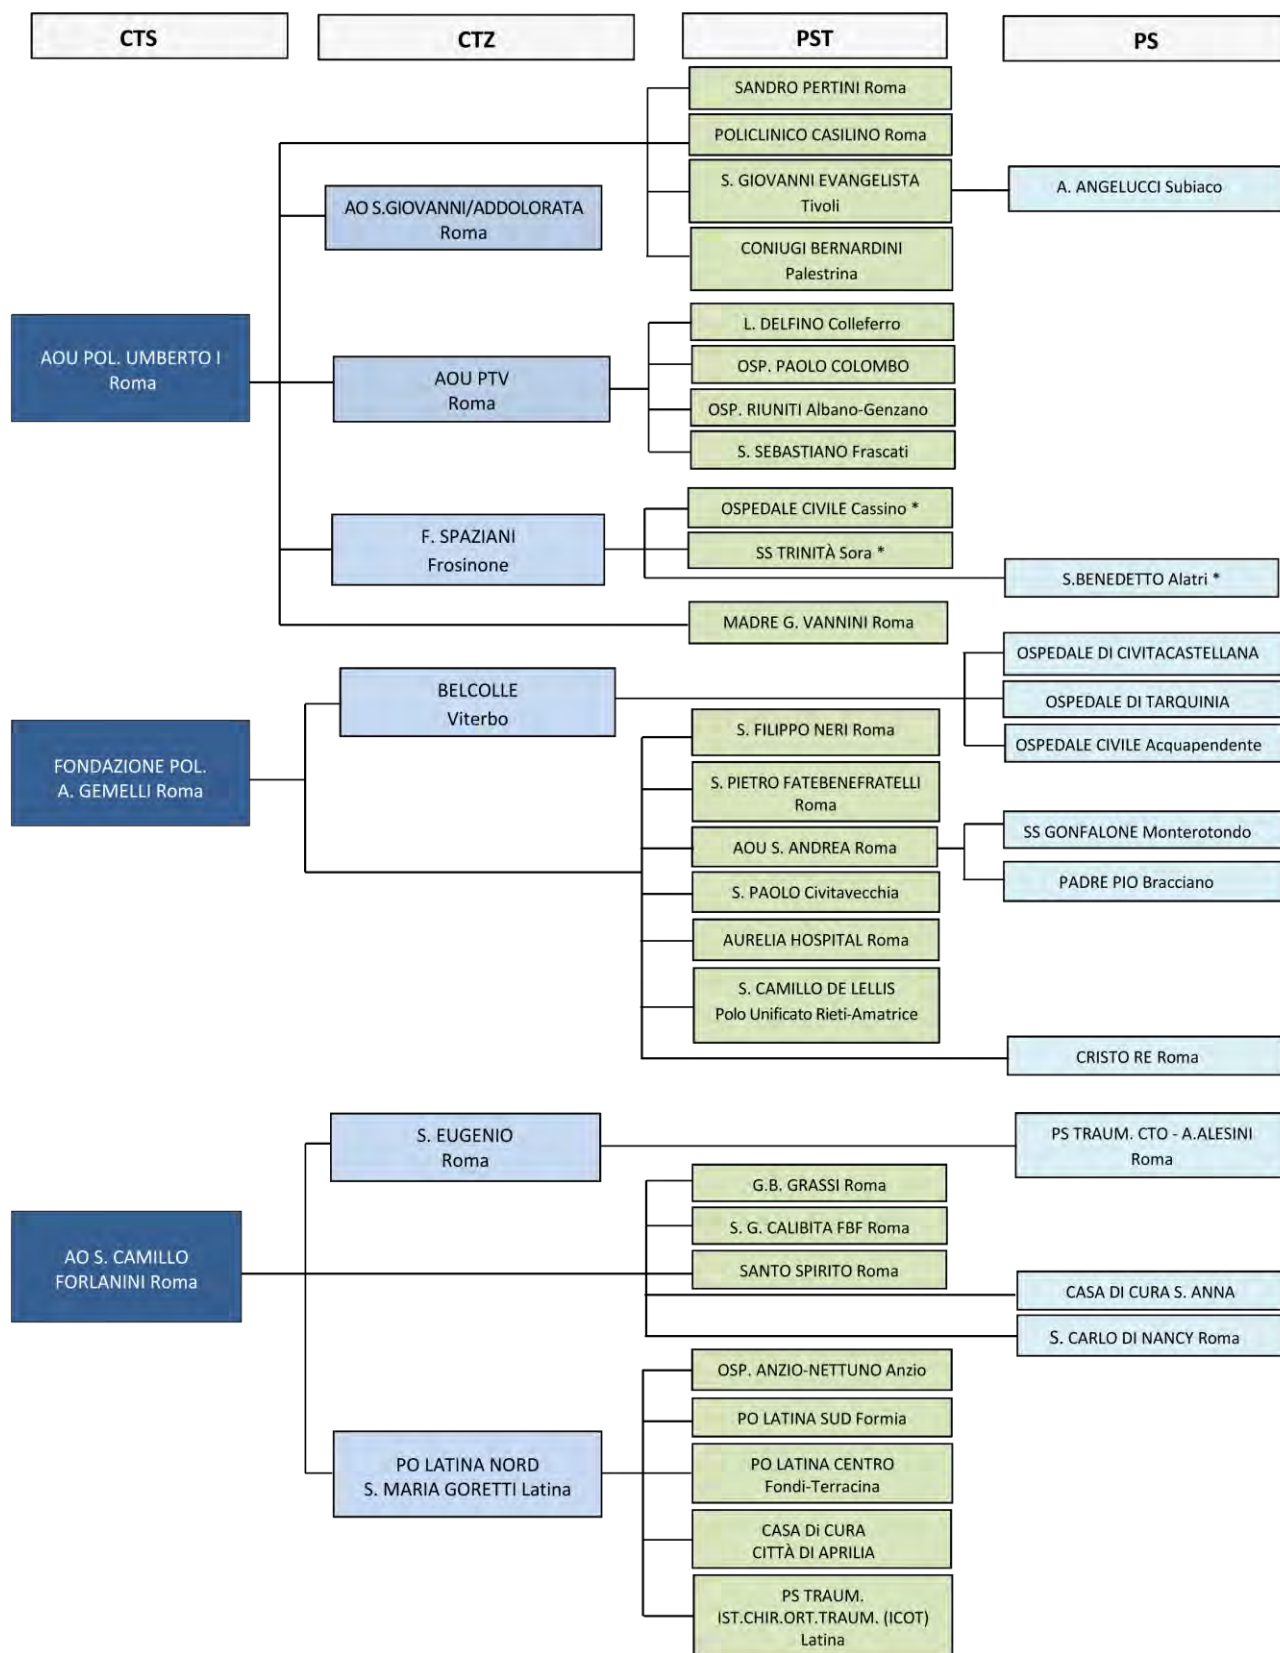 CTS
CTZ
PST
PS
SANDRO PERTINI Roma
POLICLINICO CASILINO Roma
S. GIOVANNI EVANGELISTA
Tivoli
A. ANGELUCCI Subiaco
AO S.GIOVANNI/ADDOLORATA
Roma
CONIUGI BERNARDINI
Palestrina
AOU POL. UMBERTO I
Roma
AOU PTV
Roma
L. DELFINO Colleferro
OSP. PAOLO COLOMBO
OSP. RIUNITI Albano-Genzano
S. SEBASTIANO Frascati
F. SPAZIANI
Frosinone
OSPEDALE CIVILE Cassino *
SS TRINITÀ Sora *
S.BENEDETTO Alatri *
MADRE G. VANNINI Roma
FONDAZIONE POL.
A. GEMELLI Roma
BELCOLLE
Viterbo
OSPEDALE DI CIVITACASTELLANA
OSPEDALE DI TARQUINIA
OSPEDALE CIVILE Acquapendente
S. FILIPPO NERI Roma
S. PIETRO FATEBENEFRATELLI
Roma
AOU S. ANDREA Roma
SS GONFALONE Monterotondo
PADRE PIO Bracciano
S. PAOLO Civitavecchia
AURELIA HOSPITAL Roma
S. CAMILLO DE LELLIS
Polo Unificato Rieti-Amatrice
CRISTO RE Roma
AO S. CAMILLO
FORLANINI Roma
S. EUGENIO
Roma
PS TRAUM. CTO - A.ALESINI
Roma
G.B. GRASSI Roma
S. G. CALIBITA FBF Roma
SANTO SPIRITO Roma
CASA DI CURA S. ANNA
S. CARLO DI NANCY Roma
PO LATINA NORD
S. MARIA GORETTI Latina
OSP. ANZIO-NETTUNO Anzio
PO LATINA SUD Formia
PO LATINA CENTRO
Fondi-Terracina
CASA Di CURA
CITTÀ DI APRILIA
PS TRAUM.
IST.CHIR.ORT.TRAUM. (ICOT)
Latina